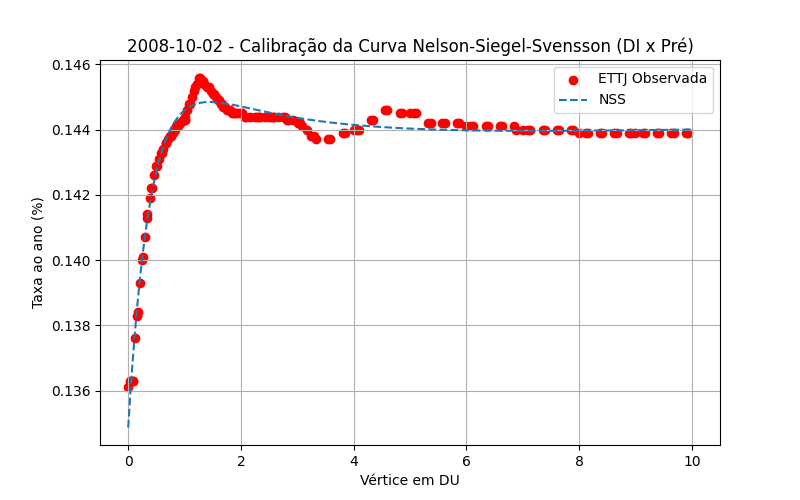 2008-10-02 - Calibração da Curva Nelson-Siegel-Svensson (DI x Pré)
ETTJ Observada
NSS
Taxa ao ano (%)
0.146
0.144
0.142
0.140
0.138
0.136
0
2
4
6
8
10
Vértice em DU